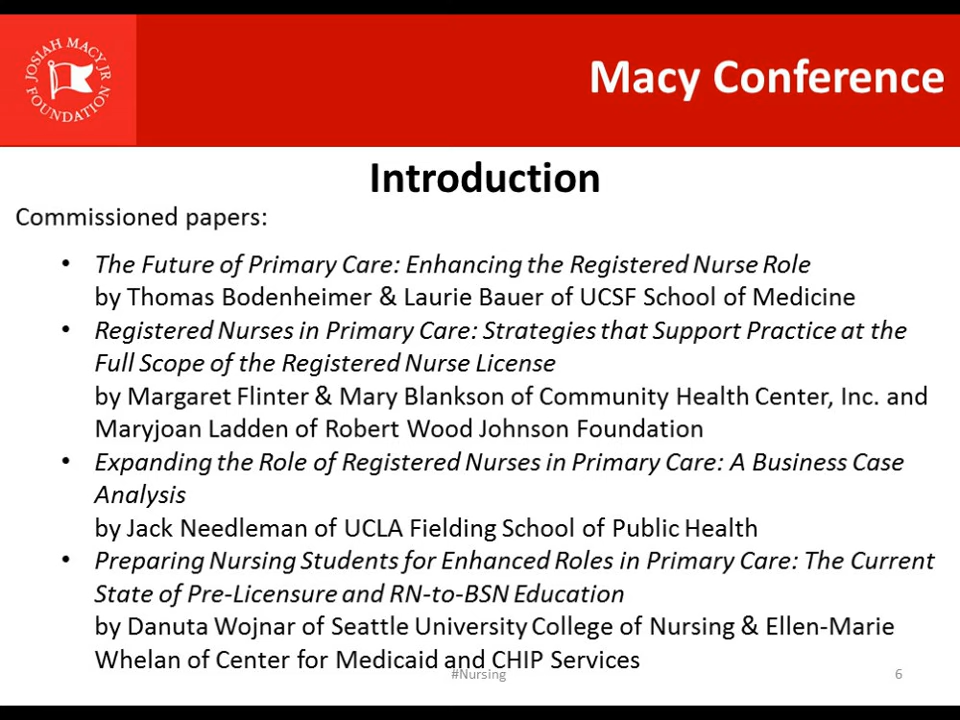 JOSIAH MACY JR
FOUNDATION
Macy Conference
Introduction
Commissioned papers:
• The Future of Primary Care: Enhancing the Registered Nurse Role
by Thomas Bodenheimer & Laurie Bauer of UCSF School of Medicine
• Registered Nurses in Primary Care: Strategies that Support Practice at the
Full Scope of the Registered Nurse License
by Margaret Flinter & Mary Blankson of Community Health Center, Inc. and
Maryjoan Ladden of Robert Wood Johnson Foundation
• Expanding the Role of Registered Nurses in Primary Care: A Business Case
Analysis
by Jack Needleman of UCLA Fielding School of Public Health
• Preparing Nursing Students for Enhanced Roles in Primary Care: The Current
State of Pre-Licensure and RN-to-BSN Education
by Danuta Wojnar of Seattle University College of Nursing & Ellen-Marie
Whelan of Center for Medicaid and CHIP Services
#Nursing
6